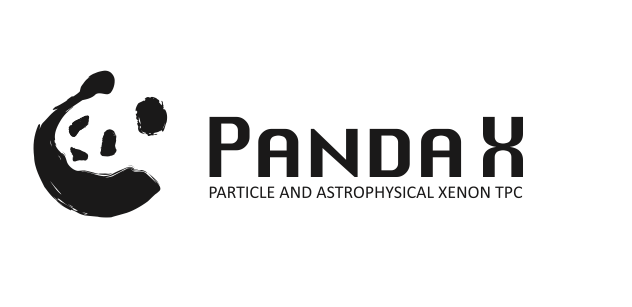 PANDA X
PARTICLE AND ASTROPHYSICAL XENON TPC